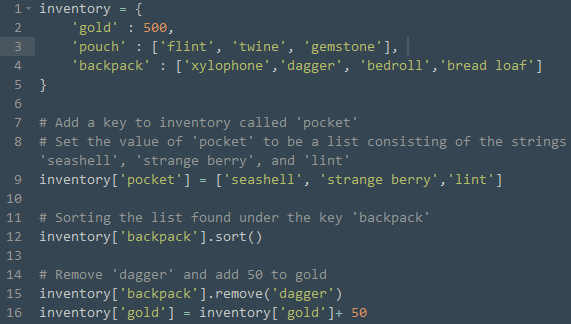 1 inventory = {
2 'gold' : 500,
3 'pouch' : ['flint', 'twine', 'gemstone'],
4 'backpack' : ['xylophone','dagger', 'bedroll','bread loaf']
5 }
6
7 # Add a key to inventory called 'pocket'
8 # Set the value of 'pocket' to be a list consisting of the strings
'seashell', 'strange berry', and 'lint'
9 inventory['pocket'] = ['seashell', 'strange berry','lint']
10
11 # Sorting the list found under the key 'backpack'
12 inventory['backpack'].sort()
13
14 # Remove 'dagger' and add 50 to gold
15 inventory['backpack'].remove('dagger')
16 inventory['gold'] = inventory['gold']+ 50